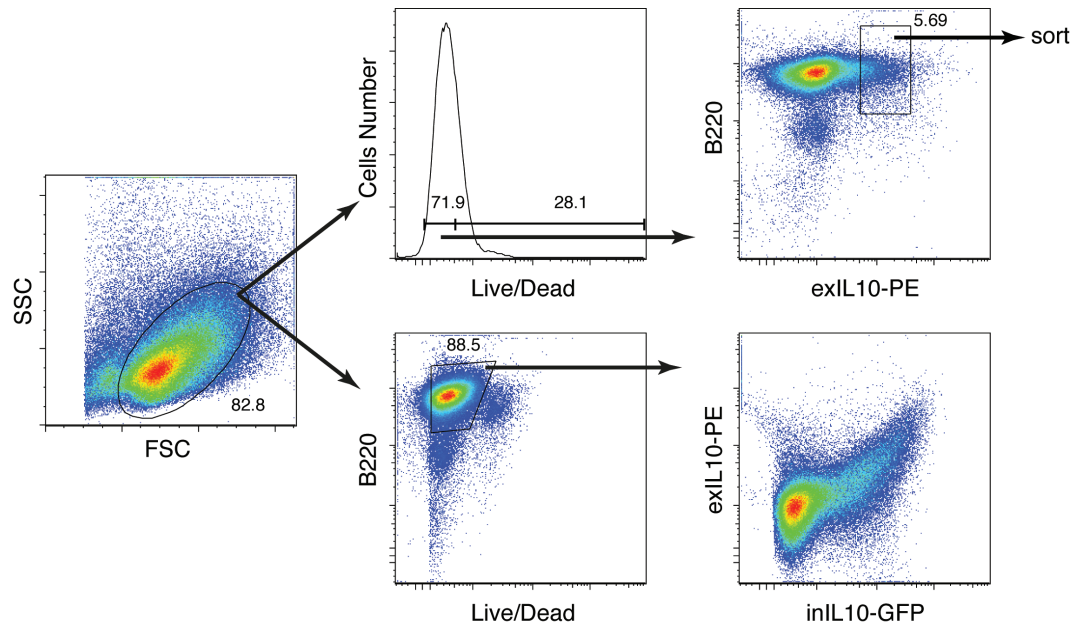 SSC
82.8
FSC
Cells Number
71.9
28.1
Live/Dead
5.69
sort
B220
exIL10-PE
88.5
B220
Live/Dead
exIL10-PE
inIL10-GFP